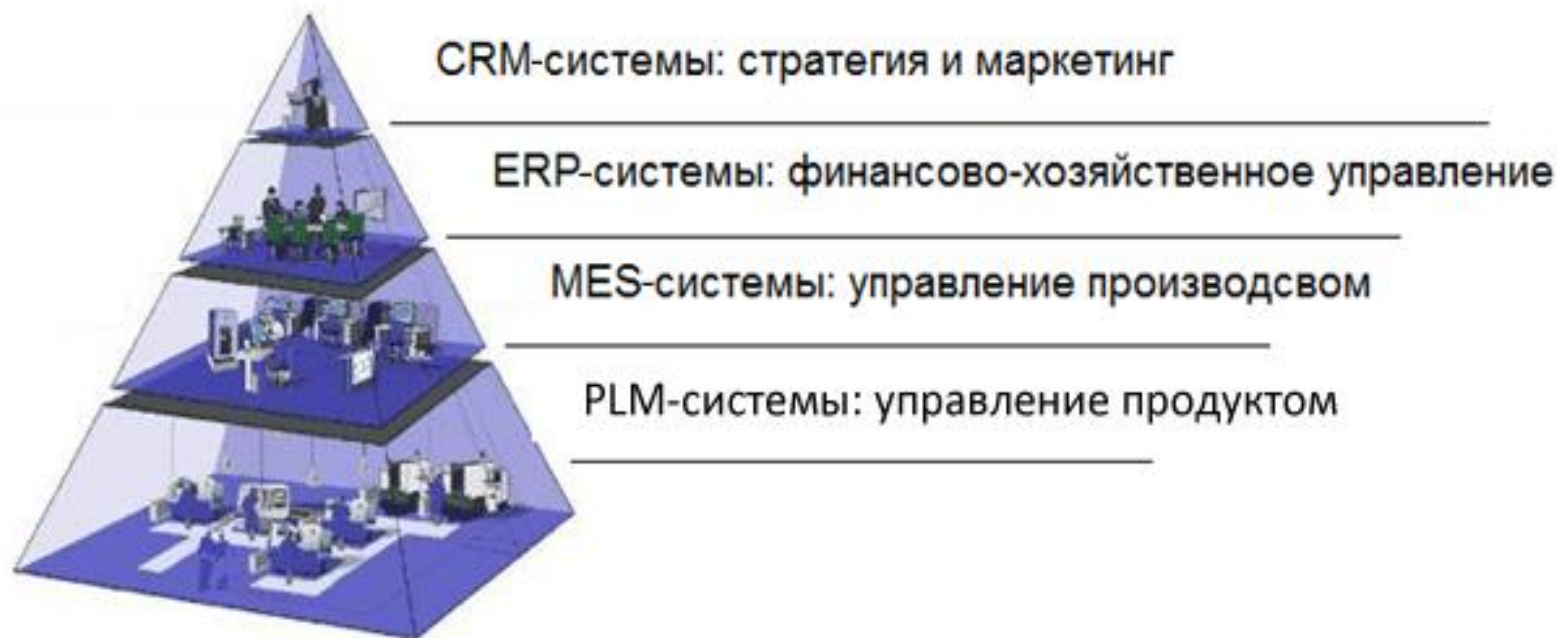 CRM-системы: стратегия и маркетинг
ERP-системы: финансово-хозяйственное управление
MES-системы: управление производсвом
PLM-системы: управление продуктом